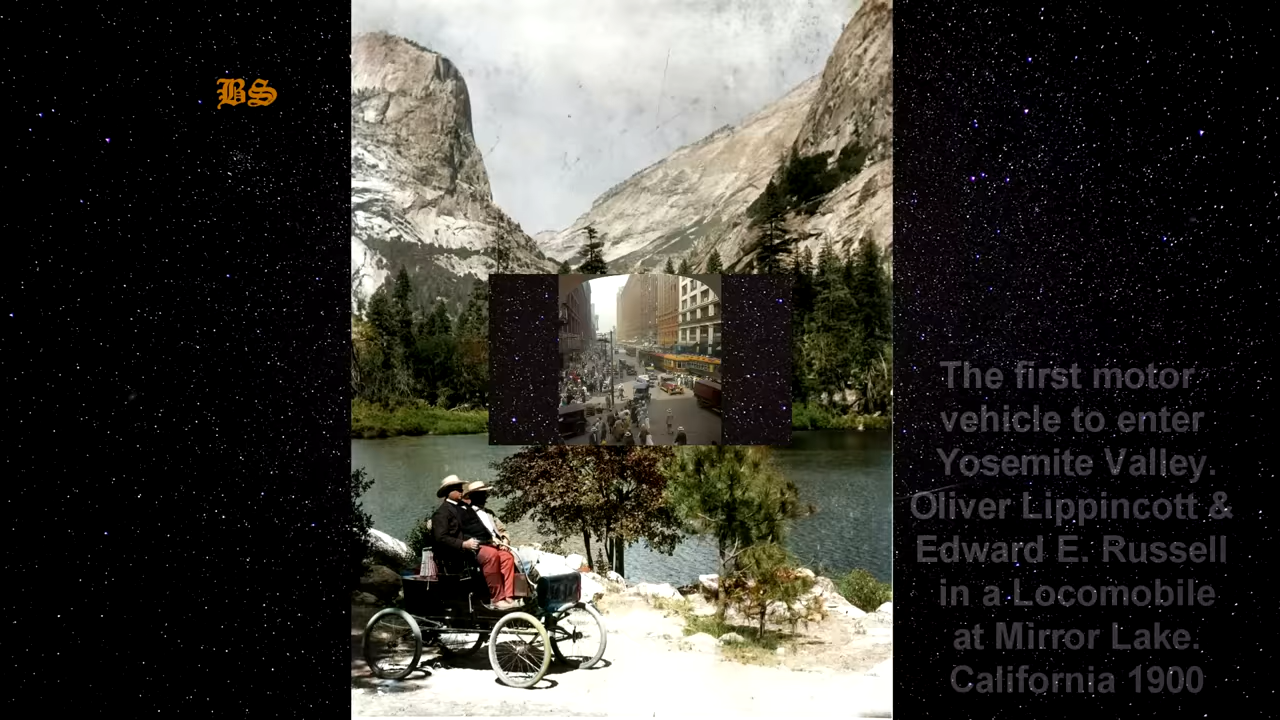 BS
The first motor
vehicle to enter
Yosemite Valley.
Oliver Lippincott &
Edward E. Russell
in a Locomobile
at Mirror Lake.
California 1900